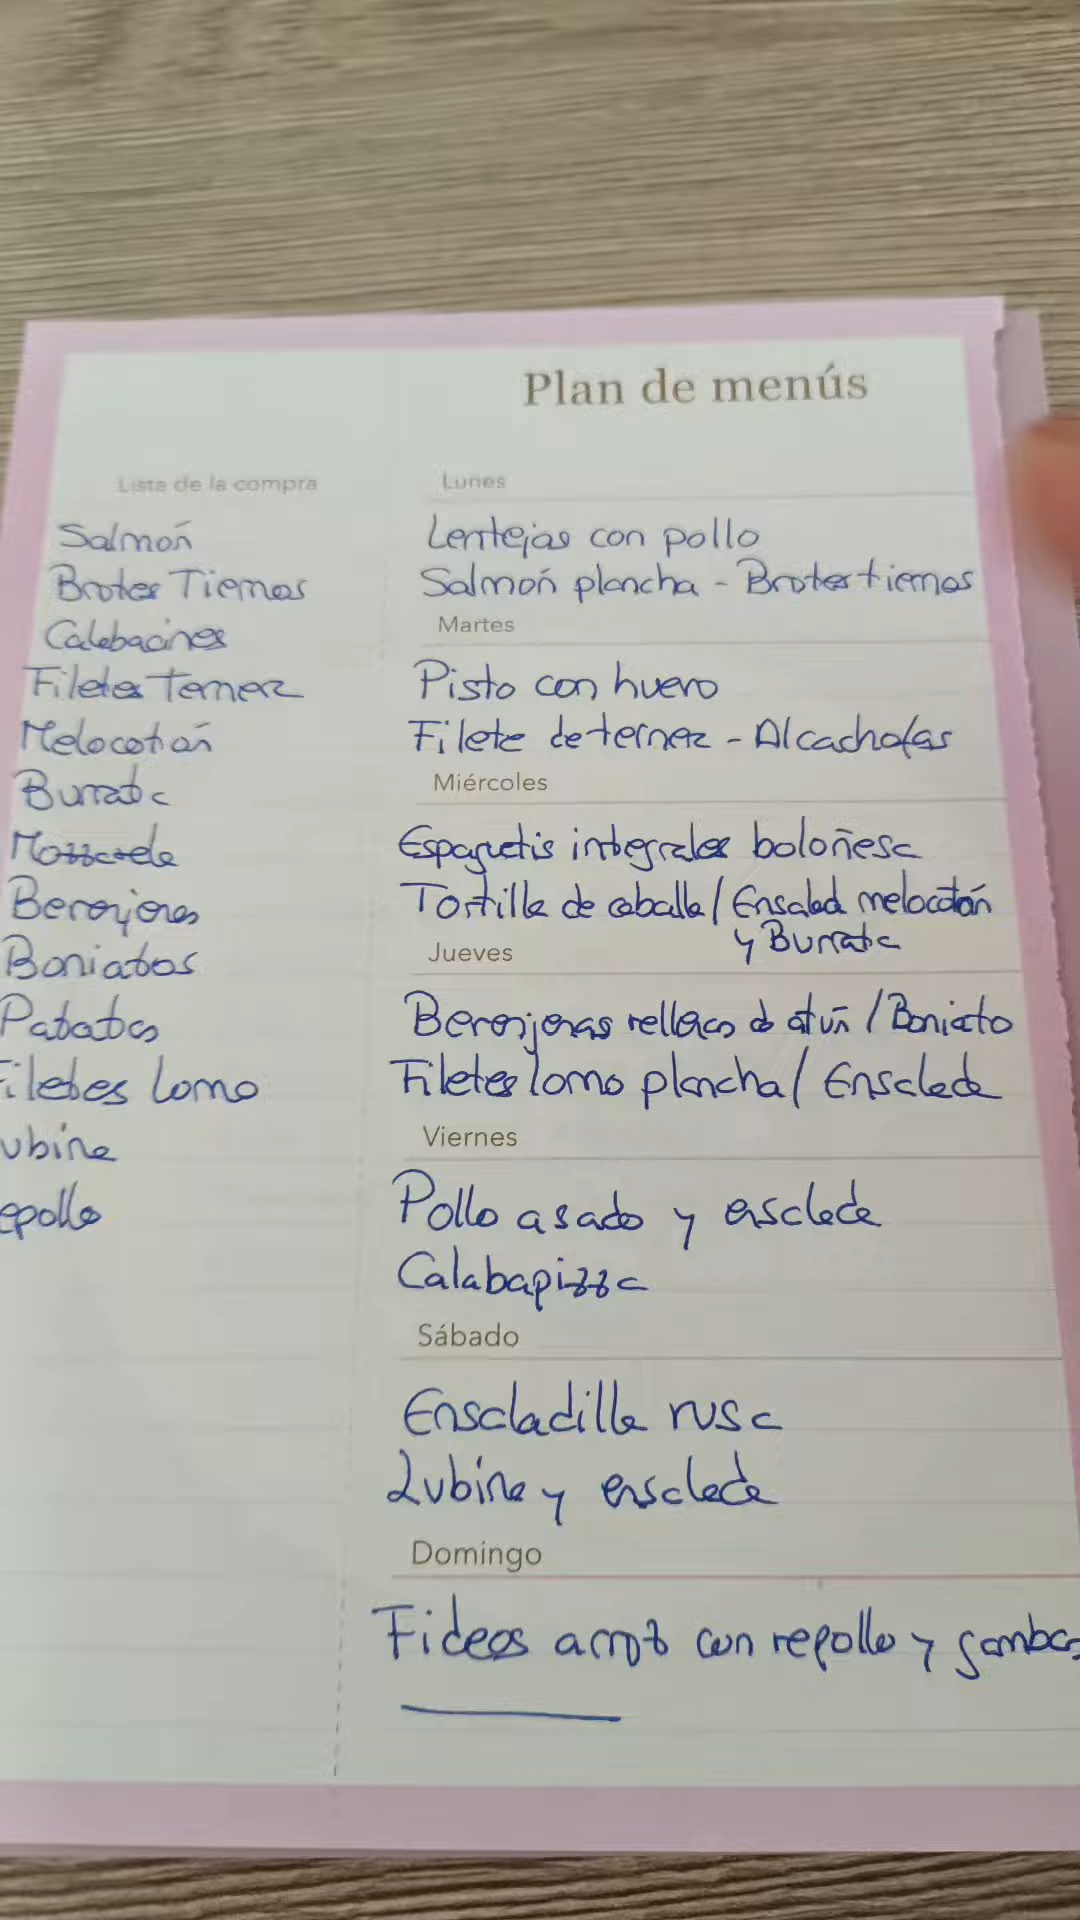 Plan de menús
Lista de la compra
Salmón
Brotes Tiernos
Calabacines
Filetes Ternera
Melocotón
Burrata
Mozzarela
Berenjenas
Boniatos
Patatas
Filetes Lomo
ubina
epollo
Lunes
Lentejas con pollo
Salmón plancha - Brotes tiernos
Martes
Pisto con huevo
Filete de ternera - Alcachofas
Miércoles
Espaguetis integrales boloñesa
Tortilla de caballa / Ensalad melocotón
y Burrata
Jueves
Berenjenas rellenas d atún / Boniato
Filetes lomo plancha / Ensalada
Viernes
Pollo asado y ensalada
Calabapizza
Sábado
Ensaladilla rusa
Lubina y ensalada
Domingo
Fideos arroz con repollo y gambas